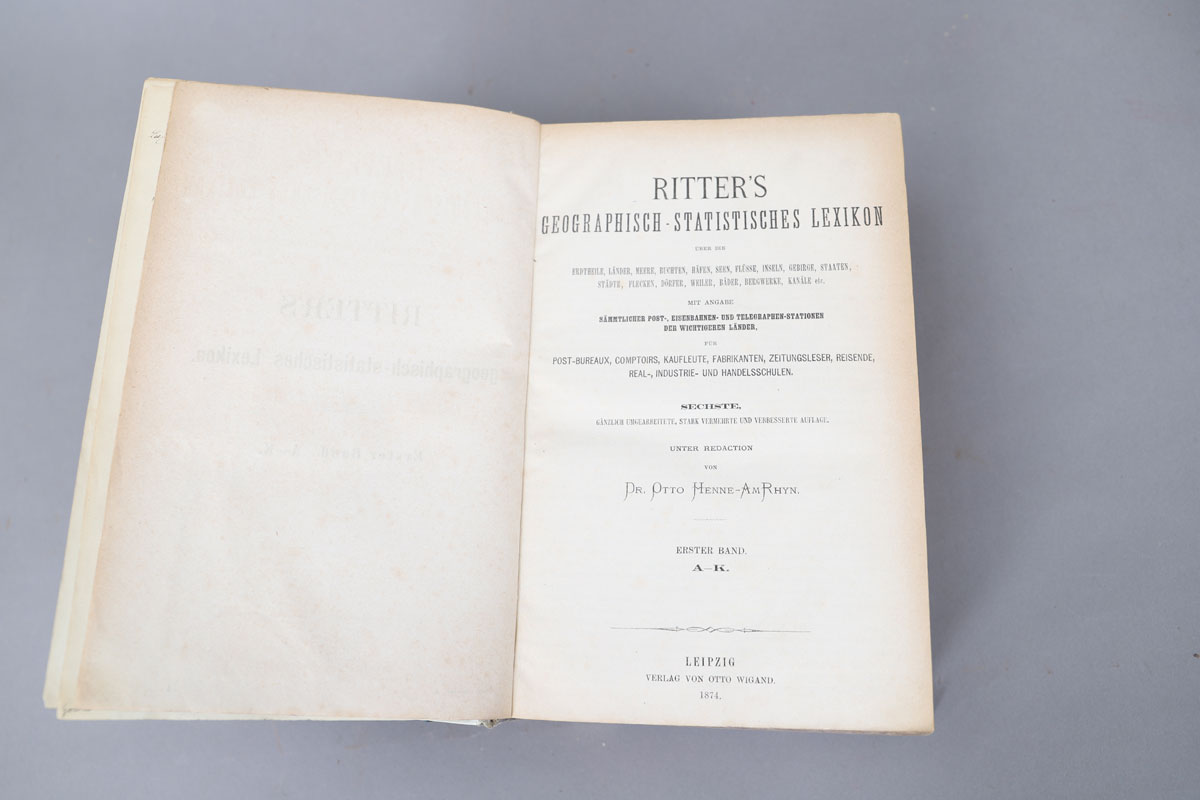 RITTER'S
GEOGRAPHISCH-STATISTISCHES LEXIKON
ÜBER DIE
ERDTHEILE, LÄNDER, MEERE, BUCHTEN, HÄFEN, SEEN, FLÜSSE, INSELN, GEBIRGE, STAATEN,
STÄDTE, FLECKEN, DÖRFER, WEILER, BÄDER, BERGWERKE, KANÄLE etc.
MIT ANGABE
SÄMMTLICHER POST-, EISENBAHNEN- UND TELEGRAPHEN-STATIONEN
DER WICHTIGEREN LÄNDER,
FÜR
POST-BUREAUX, COMPTOIRS, KAUFLEUTE, FABRIKANTEN, ZEITUNGSLESER, REISENDE,
REAL-, INDUSTRIE- UND HANDELSSCHULEN.
SECHSTE,
GÄNZLICH UMGEARBEITETE, STARK VERMEHRTE UND VERBESSERTE AUFLAGE.
UNTER REDACTION
VON
DR. OTTO HENNE-AMRHYN.
ERSTER BAND.
A–K.
LEIPZIG
VERLAG VON OTTO WIGAND.
1874.